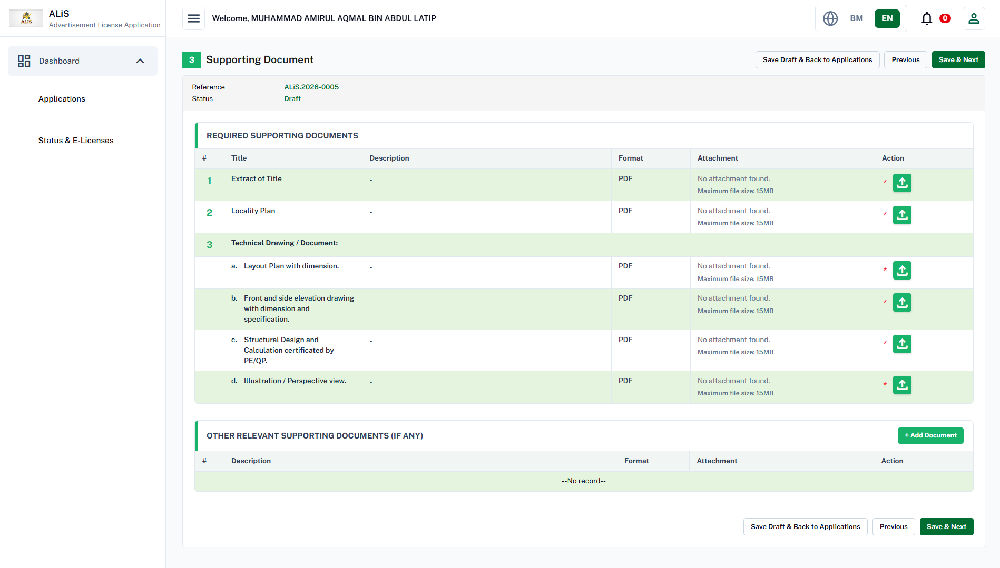 ALiS
ALiS
Advertisement License Application
Welcome, MUHAMMAD AMIRUL AQMAL BIN ABDUL LATIP
BM
EN
0
Dashboard
Applications
Status & E-Licenses
3
Supporting Document
Save Draft & Back to Applications
Previous
Save & Next
Reference ALiS.2026-0005
Status Draft
REQUIRED SUPPORTING DOCUMENTS
# Title Description Format Attachment Action
1 Extract of Title - PDF No attachment found. *
Maximum file size: 15MB
2 Locality Plan - PDF No attachment found. *
Maximum file size: 15MB
3 Technical Drawing / Document:
a. Layout Plan with dimension. - PDF No attachment found. *
Maximum file size: 15MB
b. Front and side elevation drawing - PDF No attachment found. *
with dimension and Maximum file size: 15MB
specification.
c. Structural Design and - PDF No attachment found. *
Calculation certificated by Maximum file size: 15MB
PE/QP.
d. Illustration / Perspective view. - PDF No attachment found. *
Maximum file size: 15MB
OTHER RELEVANT SUPPORTING DOCUMENTS (IF ANY)
+ Add Document
# Description Format Attachment Action
--No record--
Save Draft & Back to Applications
Previous
Save & Next